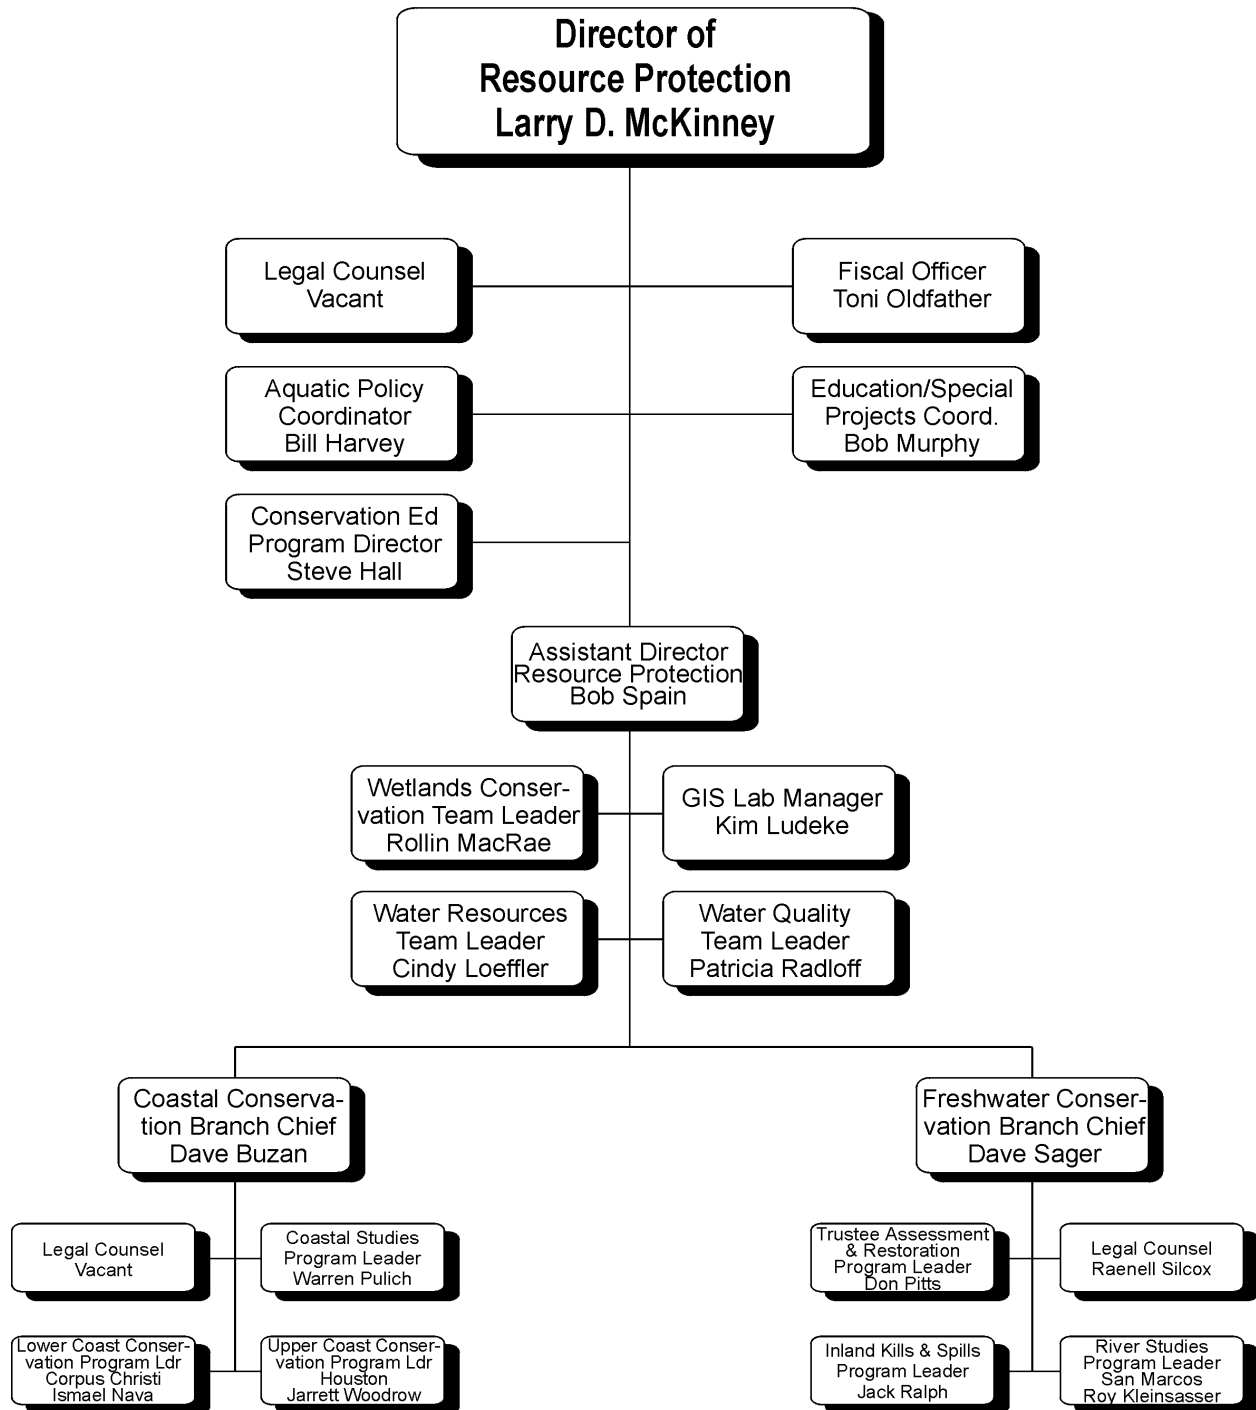 Director of
Resource Protection
Larry D. McKinney
Legal Counsel
Vacant
Fiscal Officer
Toni Oldfather
Aquatic Policy
Coordinator
Bill Harvey
Education/Special
Projects Coord.
Bob Murphy
Conservation Ed
Program Director
Steve Hall
Assistant Director
Resource Protection
Bob Spain
Wetlands Conser-
vation Team Leader
Rollin MacRae
GIS Lab Manager
Kim Ludeke
Water Resources
Team Leader
Cindy Loeffler
Water Quality
Team Leader
Patricia Radloff
Coastal Conserva-
tion Branch Chief
Dave Buzan
Freshwater Conser-
vation Branch Chief
Dave Sager
Legal Counsel
Vacant
Coastal Studies
Program Leader
Warren Pulich
Trustee Assessment
& Restoration
Program Leader
Don Pitts
Legal Counsel
Raenell Silcox
Lower Coast Conser-
vation Program Ldr
Corpus Christi
Ismael Nava
Upper Coast Conser-
vation Program Ldr
Houston
Jarrett Woodrow
Inland Kills & Spills
Program Leader
Jack Ralph
River Studies
Program Leader
San Marcos
Roy Kleinsasser